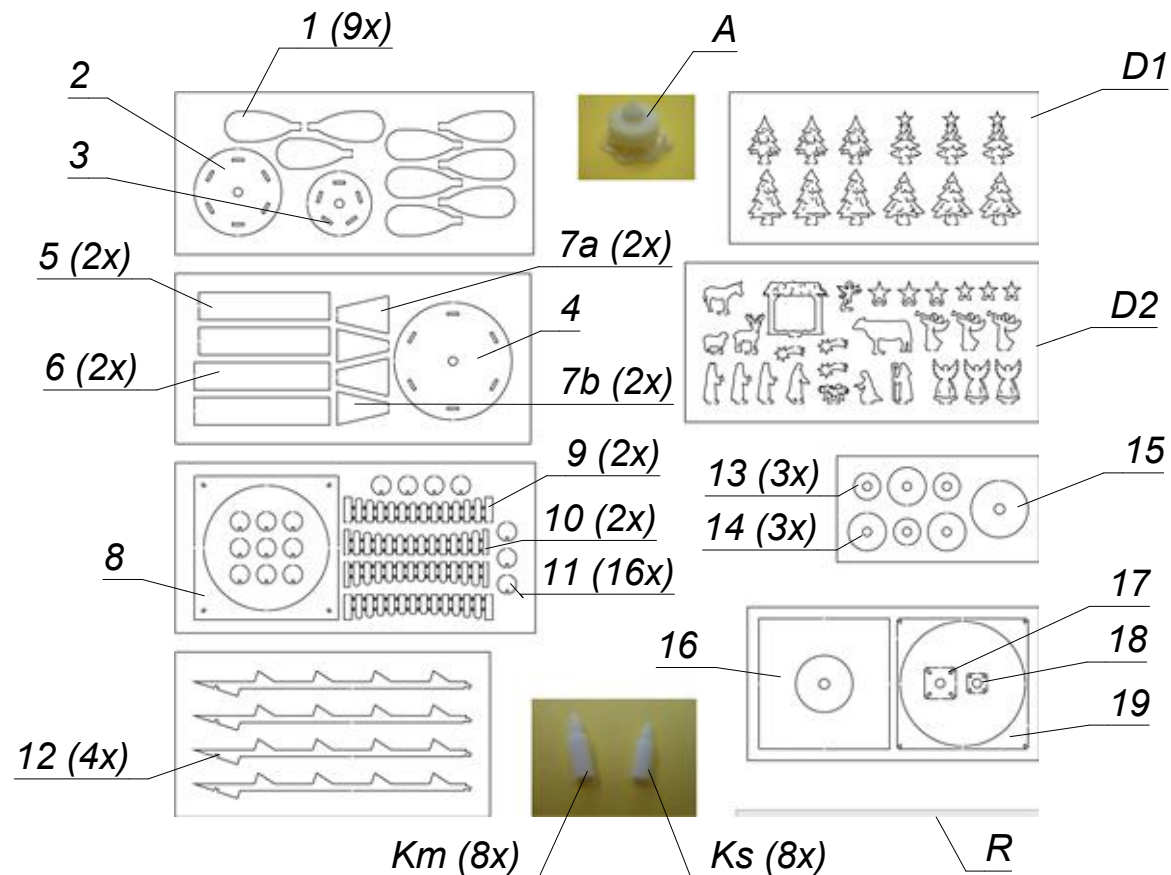 1 (9x)
A
D1
2
3
5 (2x)
7a (2x)
4
D2
6 (2x)
7b (2x)
9 (2x)
13 (3x)
15
10 (2x)
14 (3x)
8
11 (16x)
17
16
18
19
12 (4x)
Km (8x)
Ks (8x)
R